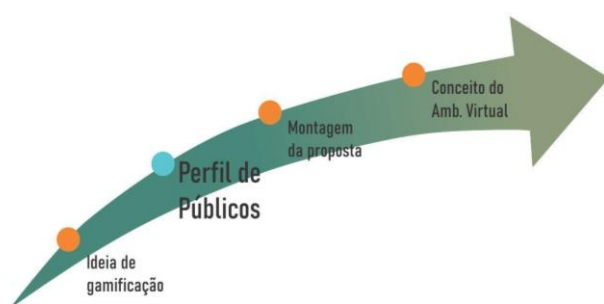 Ideia de
gamificação
Perfil de
Públicos
Montagem
da proposta
Conceito do
Amb. Virtual